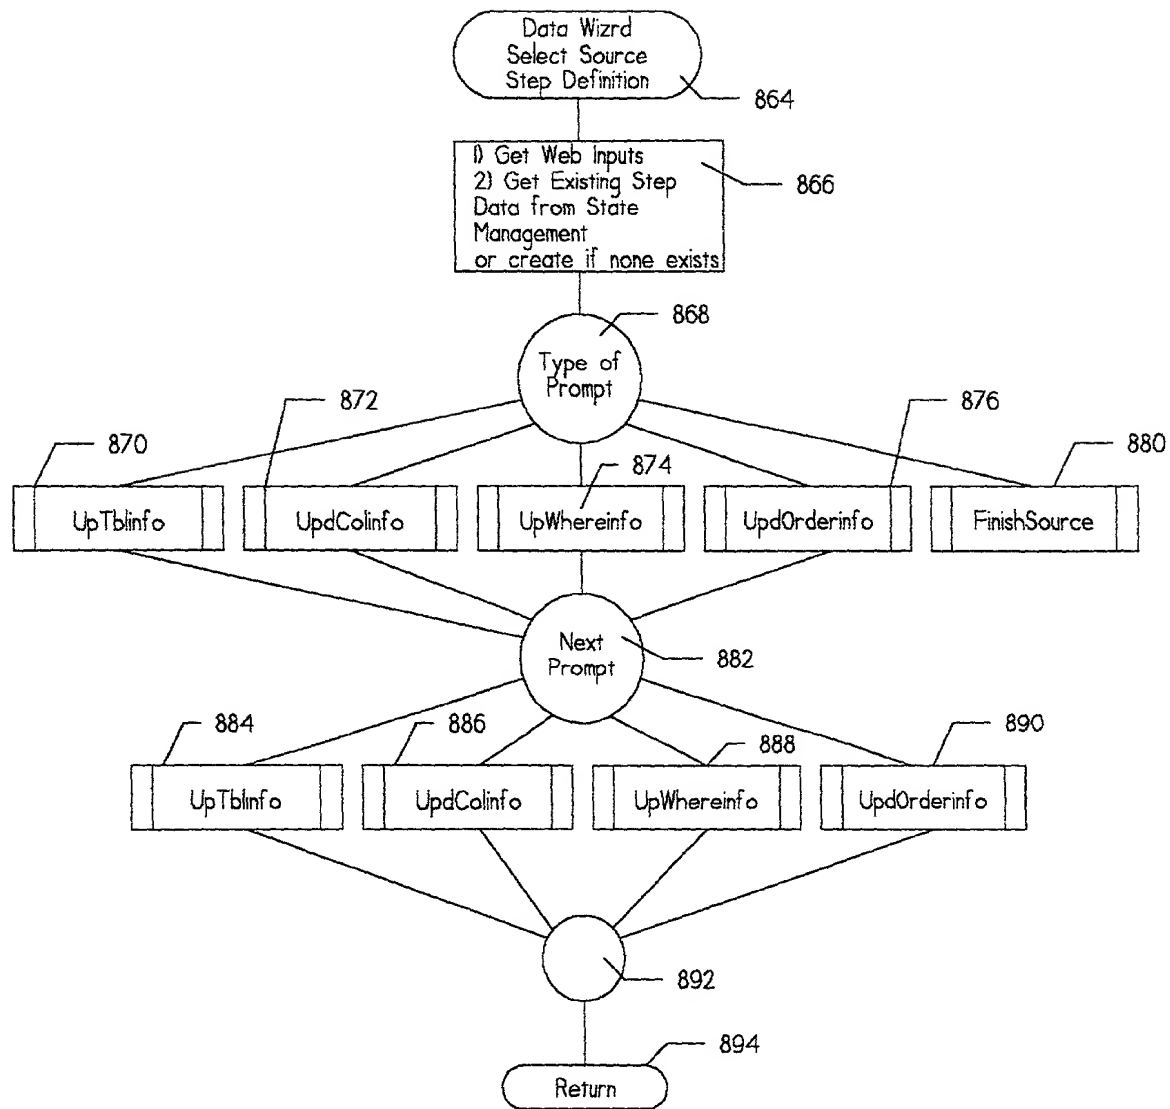 Data Wizrd
Select Source
Step Definition
864
1) Get Web Inputs
2) Get Existing Step
Data from State
Management
or create if none exists
866
868
Type of
Prompt
870
872
874
876
880
UpTblinfo
UpdColinfo
UpWhereinfo
UpdOrderinfo
FinishSource
Next
Prompt
882
884
886
888
890
UpTblinfo
UpdColinfo
UpWhereinfo
UpdOrderinfo
892
894
Return